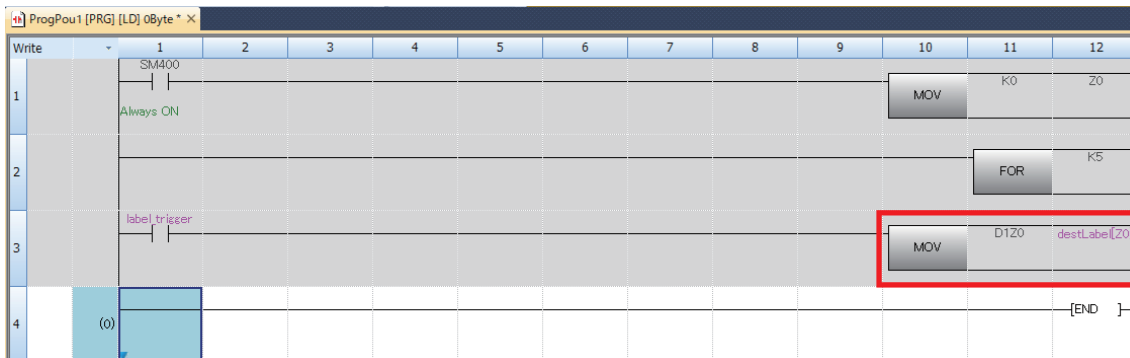 ProgPou1 [PRG] [LD] 0Byte *
Write 1 2 3 4 5 6 7 8 9 10 11 12
SM400
1 MOV K0 Z0
Always ON
2 FOR K5
label_trigger
3 MOV D1Z0 destLabel[Z0
4 (0) [END ]